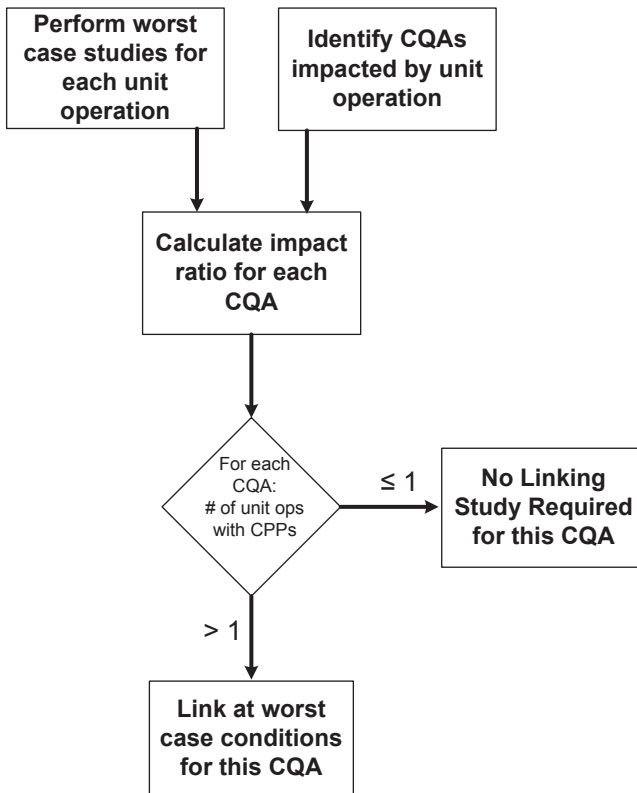 Perform worst
case studies for
each unit
operation
Identify CQAs
impacted by unit
operation
Calculate impact
ratio for each
CQA
For each
CQA:
# of unit ops
with CPPs
≤ 1
No Linking
Study Required
for this CQA
> 1
Link at worst
case conditions
for this CQA